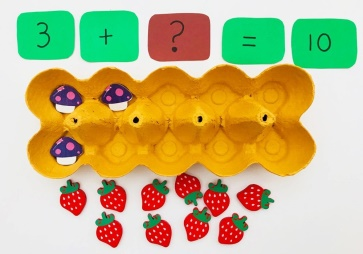 3 + ? = 10